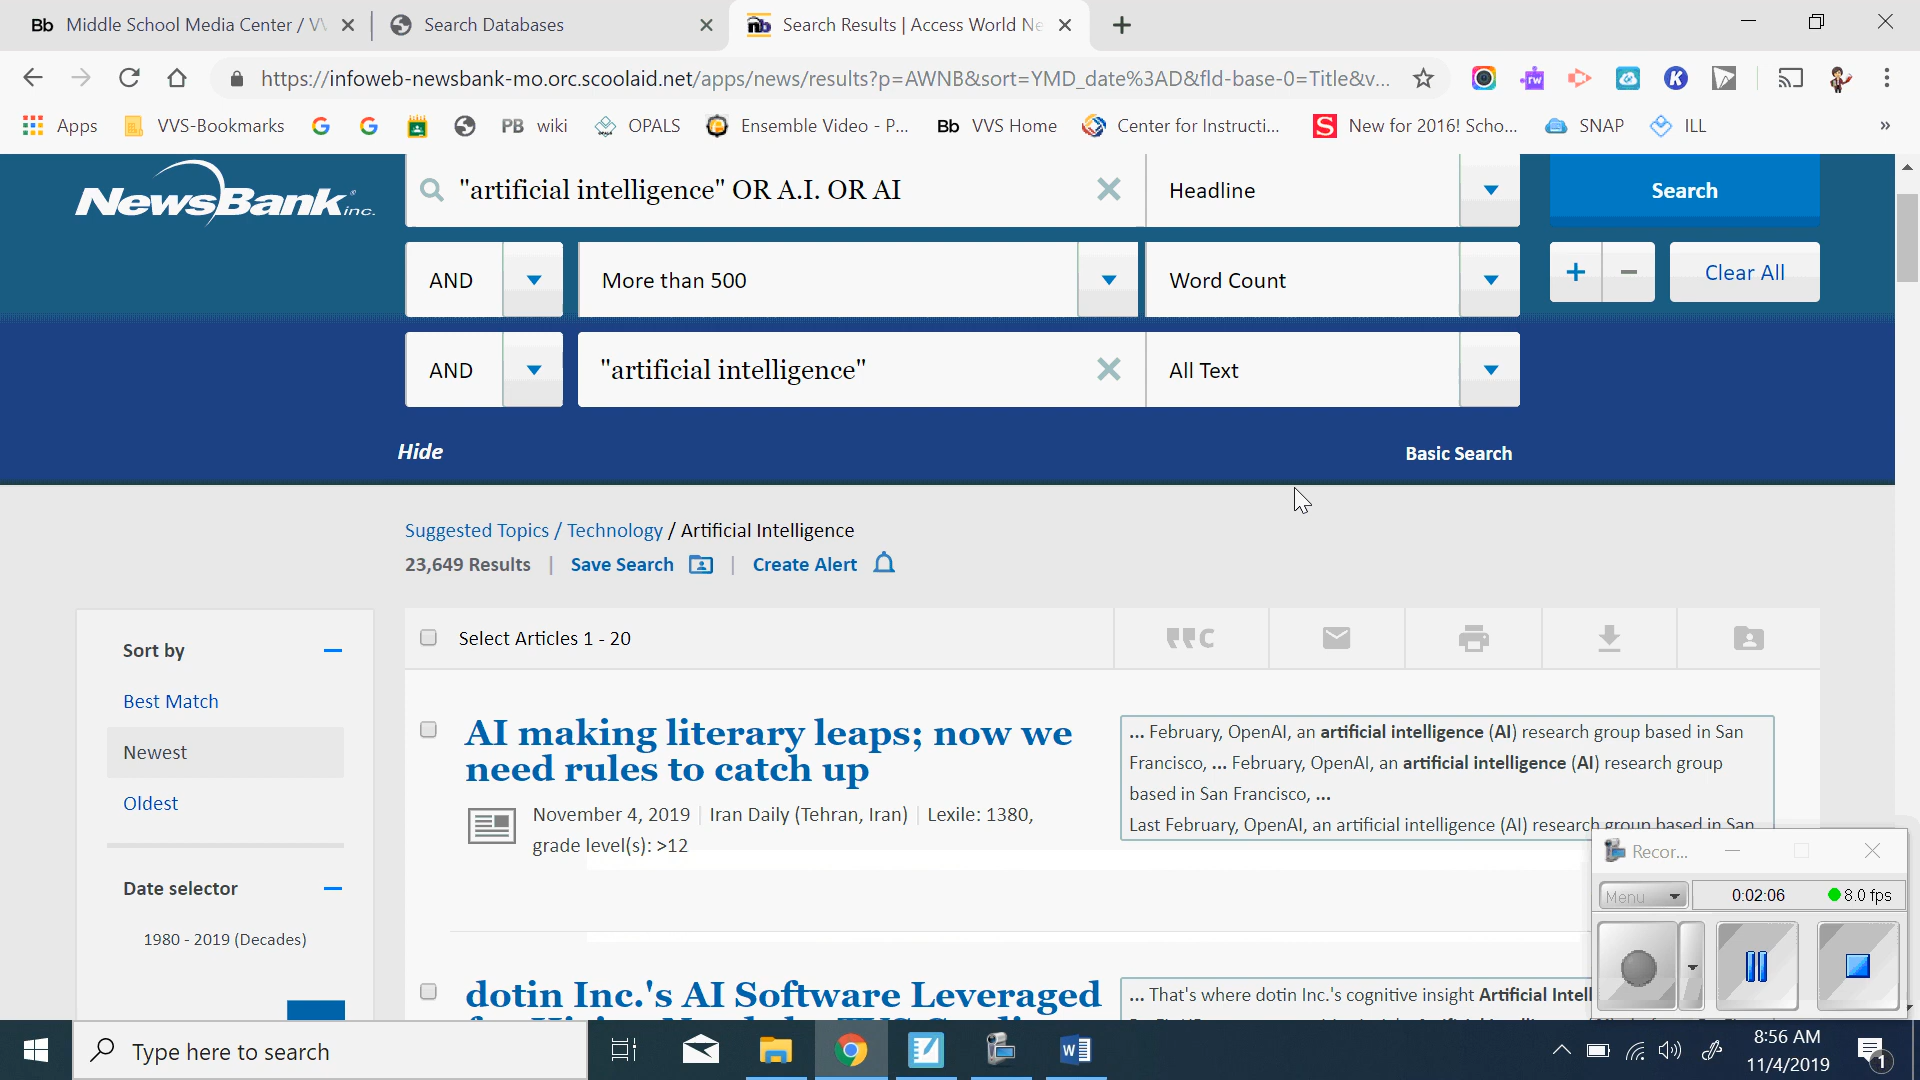 Bb Middle School Media Center / VV
Search Databases
nb Search Results | Access World Ne
https://infoweb-newsbank-mo.orc.scoolaid.net/apps/news/results?p=AWNB&sort=YMD_date%3AD&fld-base-0=Title&v...
rw
K
Apps
VVS-Bookmarks
PB wiki
OPALS
Ensemble Video - P...
Bb VVS Home
Center for Instructi...
S New for 2016! Scho...
SNAP
ILL
»
NewsBank inc.
"artificial intelligence" OR A.I. OR AI
Headline
Search
AND
More than 500
Word Count
+ −
Clear All
AND
"artificial intelligence"
All Text
Hide
Basic Search
Suggested Topics / Technology / Artificial Intelligence
23,649 Results | Save Search | Create Alert
Sort by
Best Match
Newest
Oldest
Date selector
1980 - 2019 (Decades)
Select Articles 1 - 20
AI making literary leaps; now we
need rules to catch up
November 4, 2019 | Iran Daily (Tehran, Iran) | Lexile: 1380,
grade level(s): >12
... February, OpenAI, an artificial intelligence (AI) research group based in San
Francisco, ... February, OpenAI, an artificial intelligence (AI) research group
based in San Francisco, ...
Last February, OpenAI, an artificial intelligence (AI) research group based in San
dotin Inc.'s AI Software Leveraged
... That's where dotin Inc.'s cognitive insight Artificial Intell
Recor...
Menu
0:02:06
8.0 fps
Type here to search
8:56 AM
11/4/2019
1